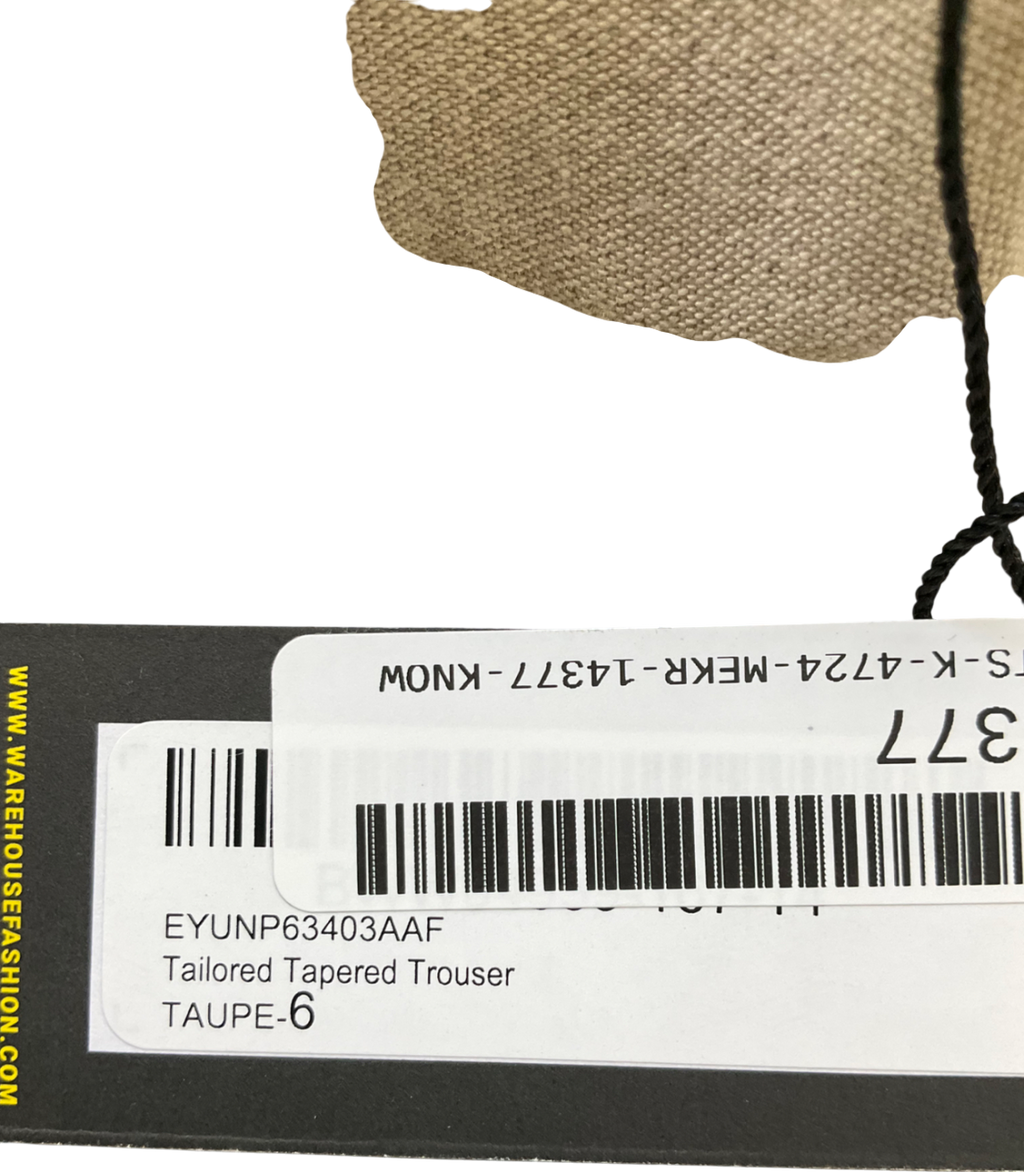 WWW.WAREHOUSEFASHION.COM
TS-K-4724-MEKR-14377-KNOW
377
EYUNP63403AAF
Tailored Tapered Trouser
TAUPE-6